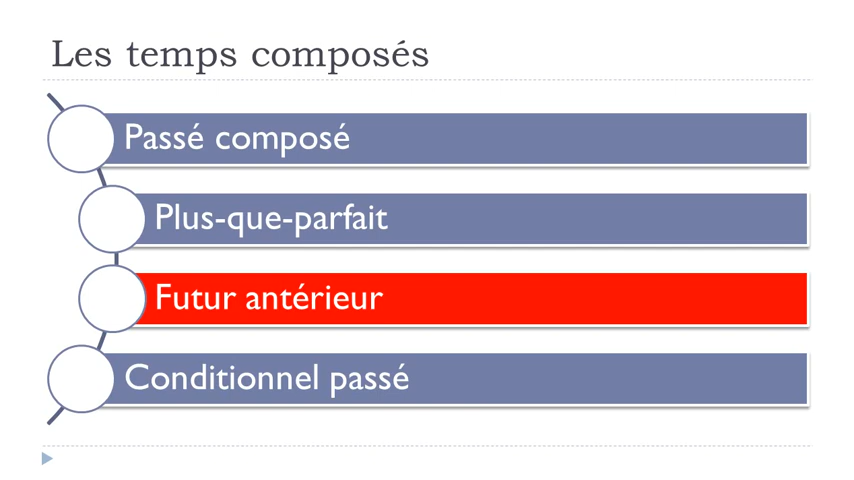 Les temps composés
Passé composé
Plus-que-parfait
Futur antérieur
Conditionnel passé